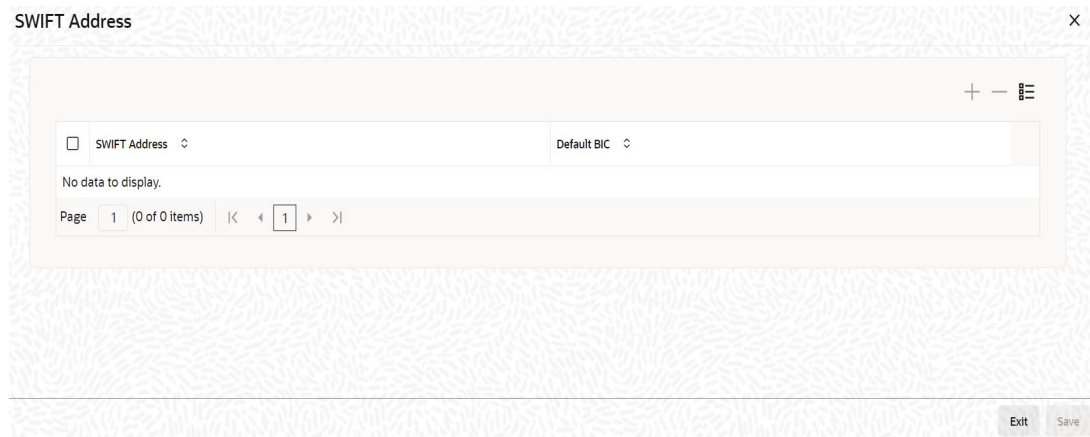 SWIFT Address
SWIFT Address Default BIC
No data to display.
Page 1 (0 of 0 items) 1
Exit Save